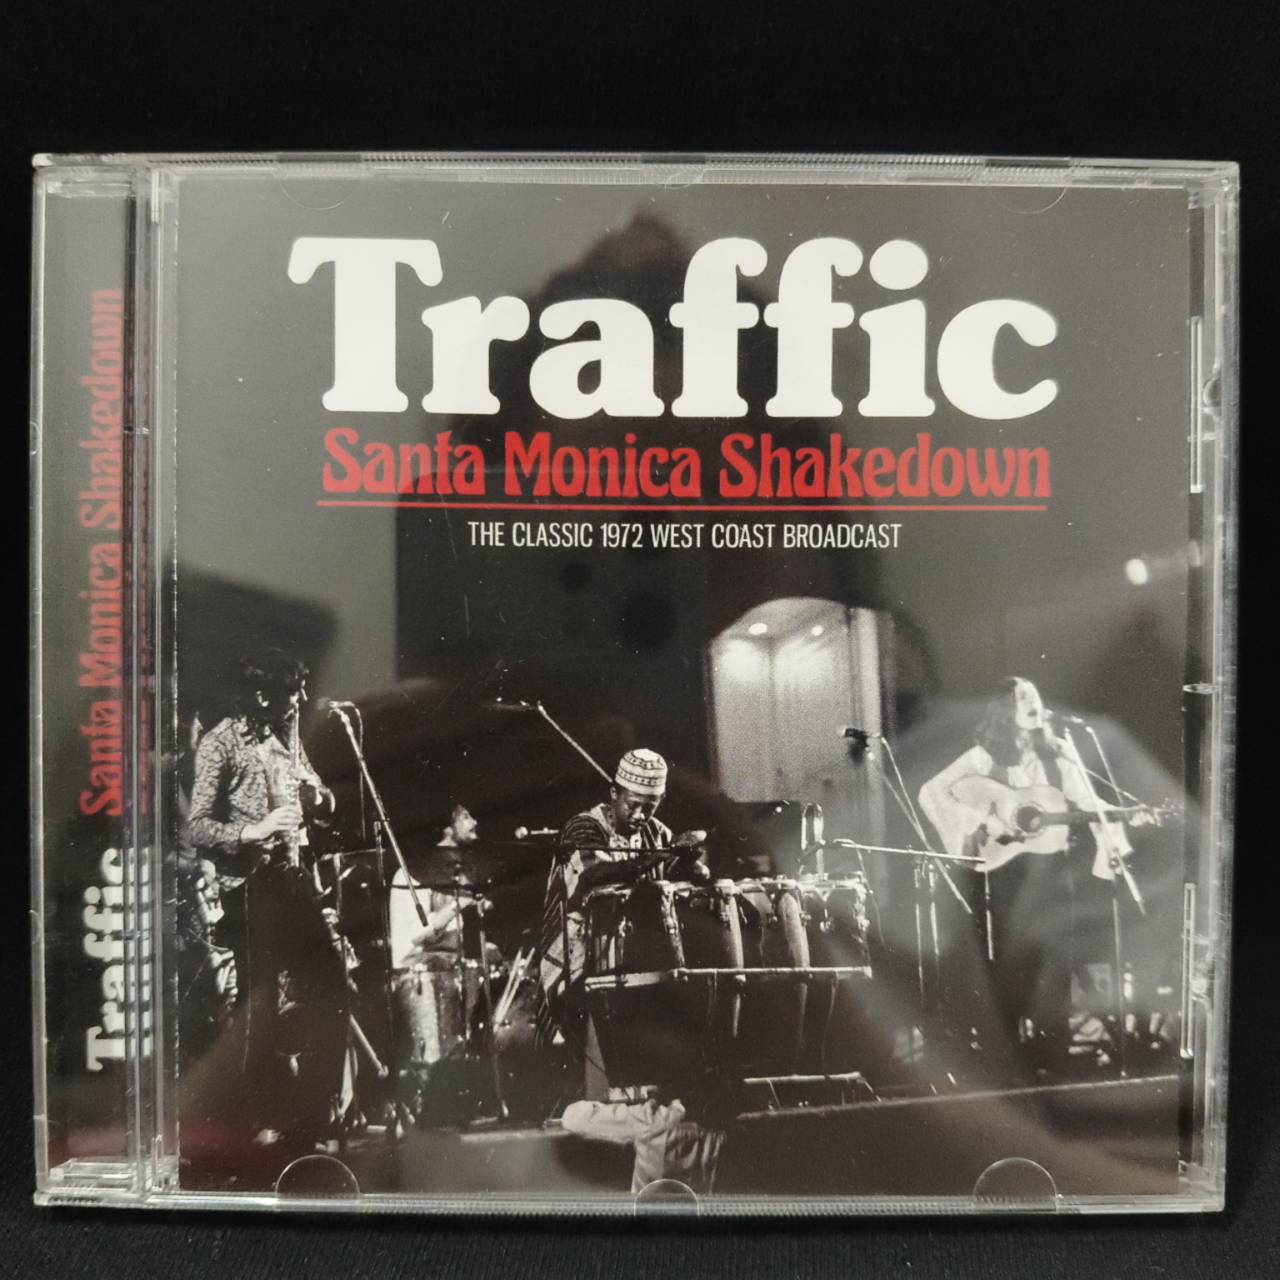 Traffic
Santa Monica Shakedown
THE CLASSIC 1972 WEST COAST BROADCAST
Traffic Santa Monica Shakedown